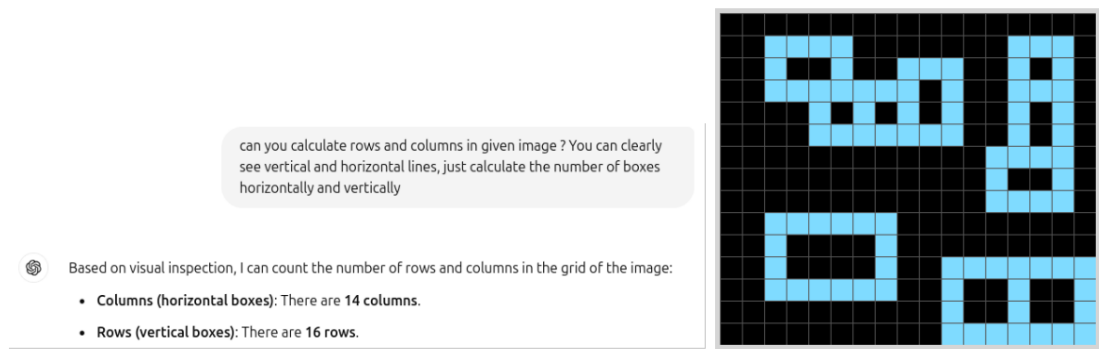 can you calculate rows and columns in given image ? You can clearly
see vertical and horizontal lines, just calculate the number of boxes
horizontally and vertically
Based on visual inspection, I can count the number of rows and columns in the grid of the image:
• Columns (horizontal boxes): There are 14 columns.
• Rows (vertical boxes): There are 16 rows.